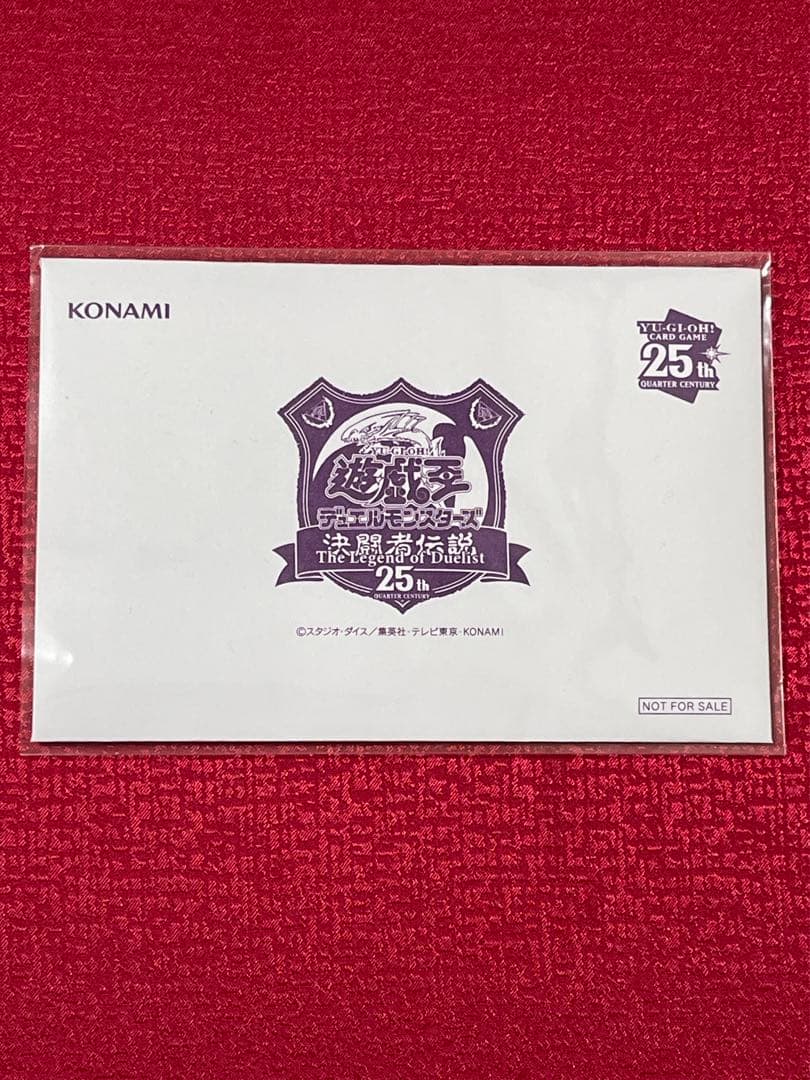 KONAMI
YU-GI-OH!
CARD GAME
25th
QUARTER CENTURY
YU-GI-OH!
遊戯王
デュエルモンスターズ
決闘者伝説
The Legend of Duelist
25th
QUARTER CENTURY
©スタジオ・ダイス/集英社・テレビ東京・KONAMI
NOT FOR SALE